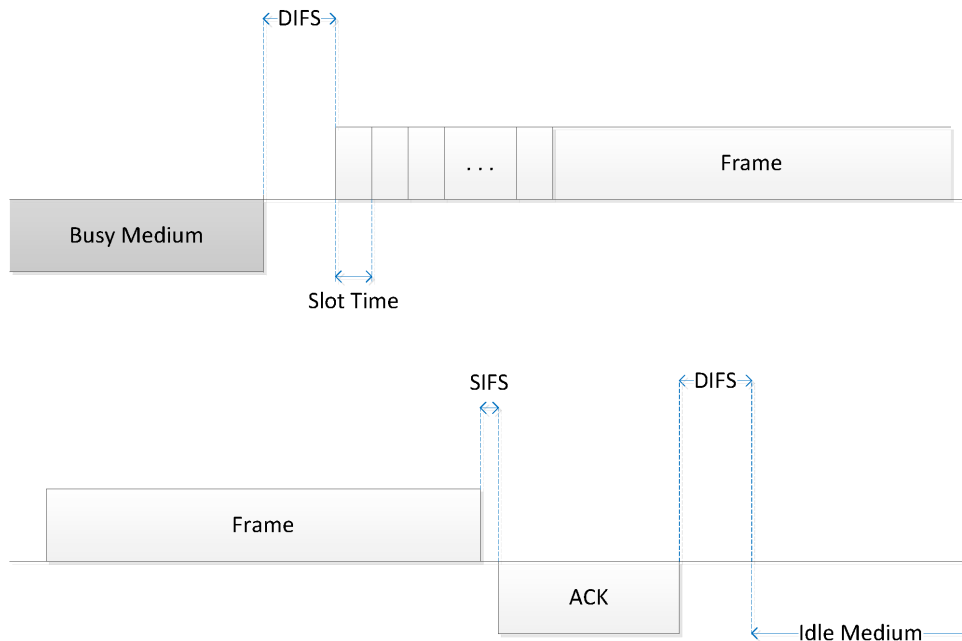 DIFS
. . .
Frame
Busy Medium
Slot Time
SIFS
DIFS
Frame
ACK
Idle Medium